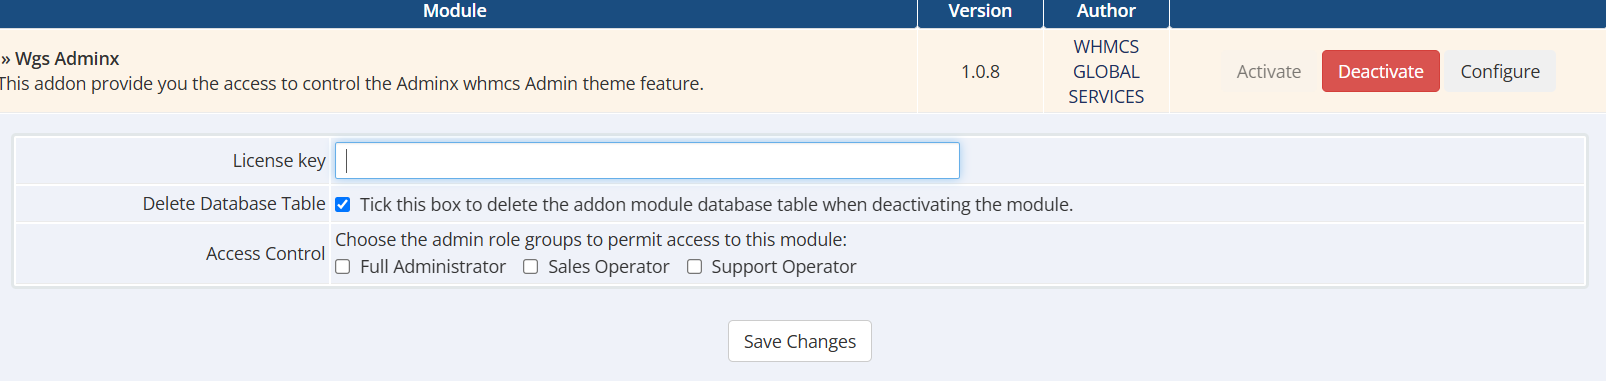 Module Version Author
» Wgs Adminx
This addon provide you the access to control the Adminx whmcs Admin theme feature.
1.0.8
WHMCS
GLOBAL
SERVICES
Activate Deactivate Configure
License key
Delete Database Table Tick this box to delete the addon module database table when deactivating the module.
Access Control Choose the admin role groups to permit access to this module:
Full Administrator Sales Operator Support Operator
Save Changes